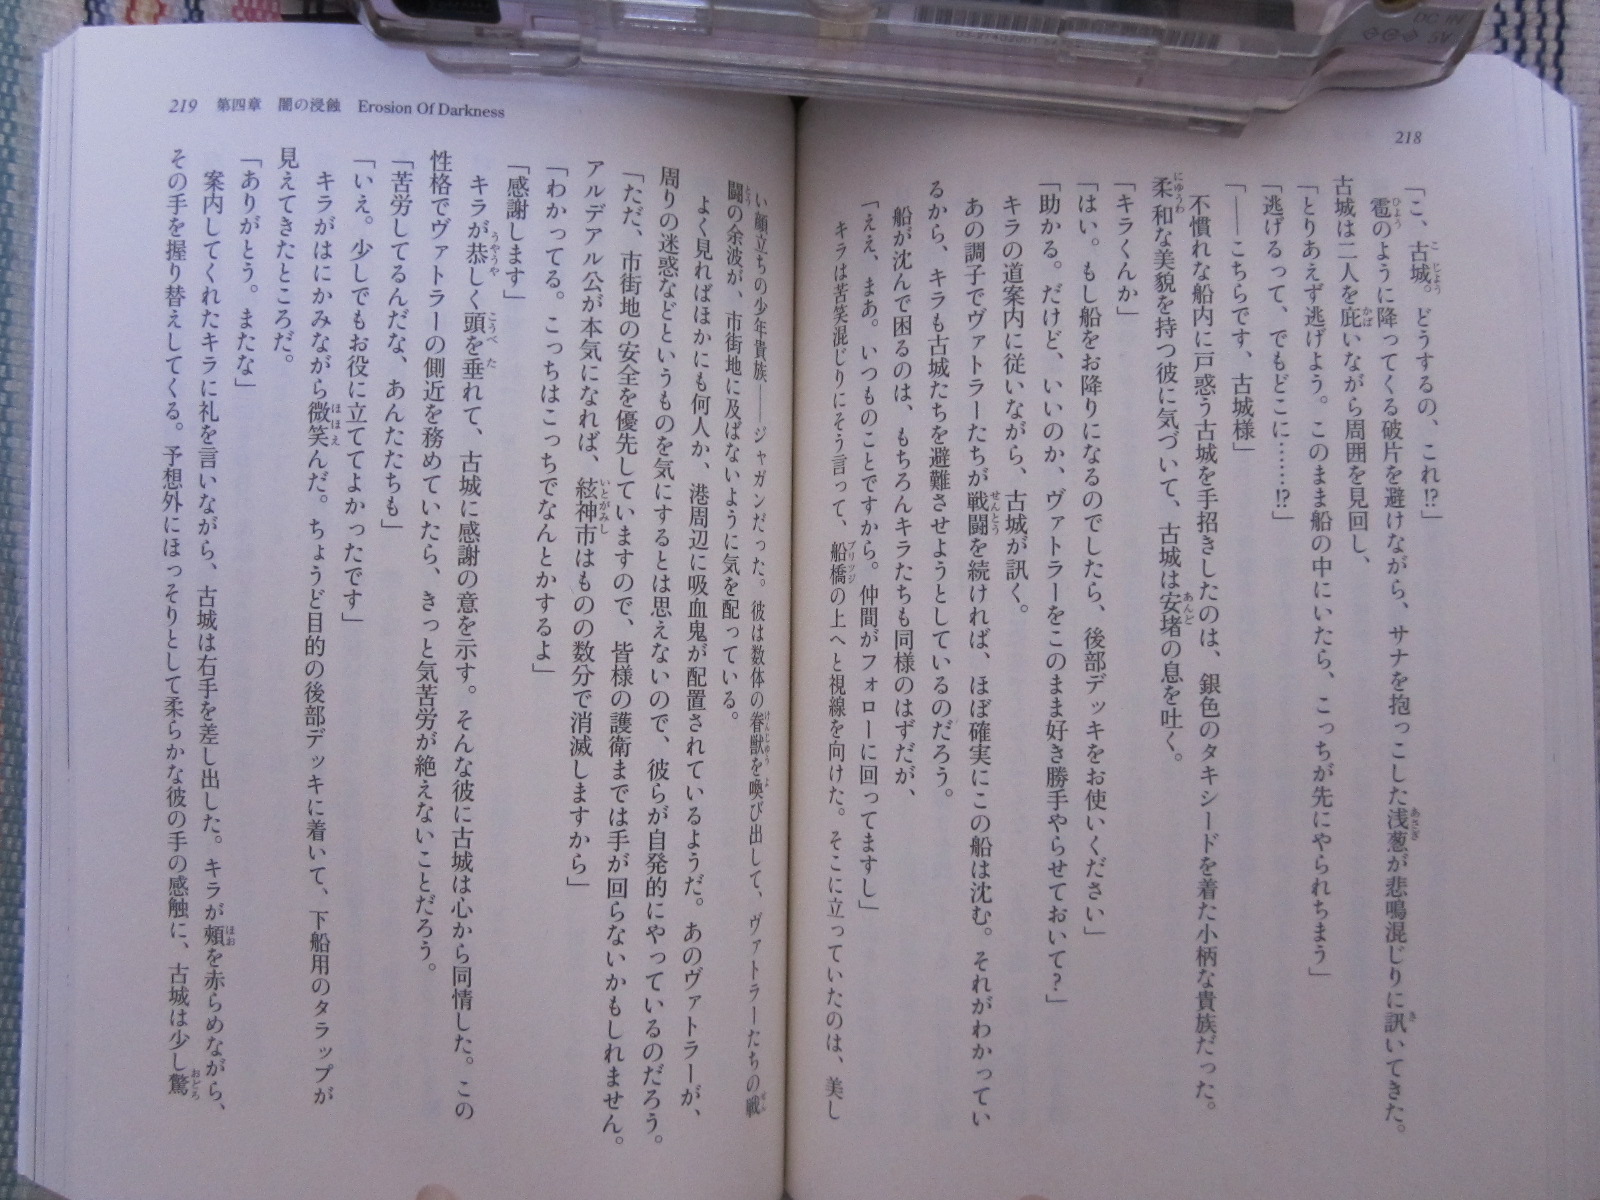 218
「こ、古城。どうするの、これ!?」
雹のように降ってくる破片を避けながら、サナを抱っこした浅葱が悲鳴混じりに訊いてきた。
古城は二人を庇いながら周囲を見回し、
「とりあえず逃げよう。このまま船の中にいたら、こっちが先にやられちまう」
「逃げるって、でもどこに……!?」
「――こちらです、古城様」
不慣れな船内に戸惑う古城を手招きしたのは、銀色のタキシードを着た小柄な貴族だった。
柔和な美貌を持つ彼に気づいて、古城は安堵の息を吐く。
「キラくんか」
「はい。もし船をお降りになるのでしたら、後部デッキをお使いください」
「助かる。だけど、いいのか、ヴァトラーをこのまま好き勝手やらせておいて?」
キラの道案内に従いながら、古城が訊く。
あの調子でヴァトラーたちが戦闘を続ければ、ほぼ確実にこの船は沈む。それがわかってい
るから、キラも古城たちを避難させようとしているのだろう。
船が沈んで困るのは、もちろんキラたちも同様のはずだが、
「ええ、まあ。いつものことですから。仲間がフォローに回ってますし」
キラは苦笑混じりにそう言って、船橋の上へと視線を向けた。そこに立っていたのは、美し
い顔立ちの少年貴族――ジャガンだった。彼は数体の眷獣を喚び出して、ヴァトラーたちの戦
闘の余波が、市街地に及ばないように気を配っている。
よく見ればほかにも何人か、港周辺に吸血鬼が配置されているようだ。あのヴァトラーが、
周りの迷惑などというものを気にするとは思えないので、彼らが自発的にやっているのだろう。
「ただ、市街地の安全を優先していますので、皆様の護衛までは手が回らないかもしれません。
アルデアル公が本気になれば、絃神市はものの数分で消滅しますから」
「わかってる。こっちはこっちでなんとかするよ」
「感謝します」
キラが恭しく頭を垂れて、古城に感謝の意を示す。そんな彼に古城は心から同情した。この
性格でヴァトラーの側近を務めていたら、きっと気苦労が絶えないことだろう。
「苦労してるんだな、あんたたちも」
「いえ。少しでもお役に立ててよかったです」
キラがはにかみながら微笑んだ。ちょうど目的の後部デッキに着いて、下船用のタラップが
見えてきたところだ。
「ありがとう。またな」
案内してくれたキラに礼を言いながら、古城は右手を差し出した。キラが頬を赤らめながら、
その手を握り替えしてくる。予想外にほっそりとして柔らかな彼の手の感触に、古城は少し驚
219 第四章 闇の浸蝕 Erosion Of Darkness